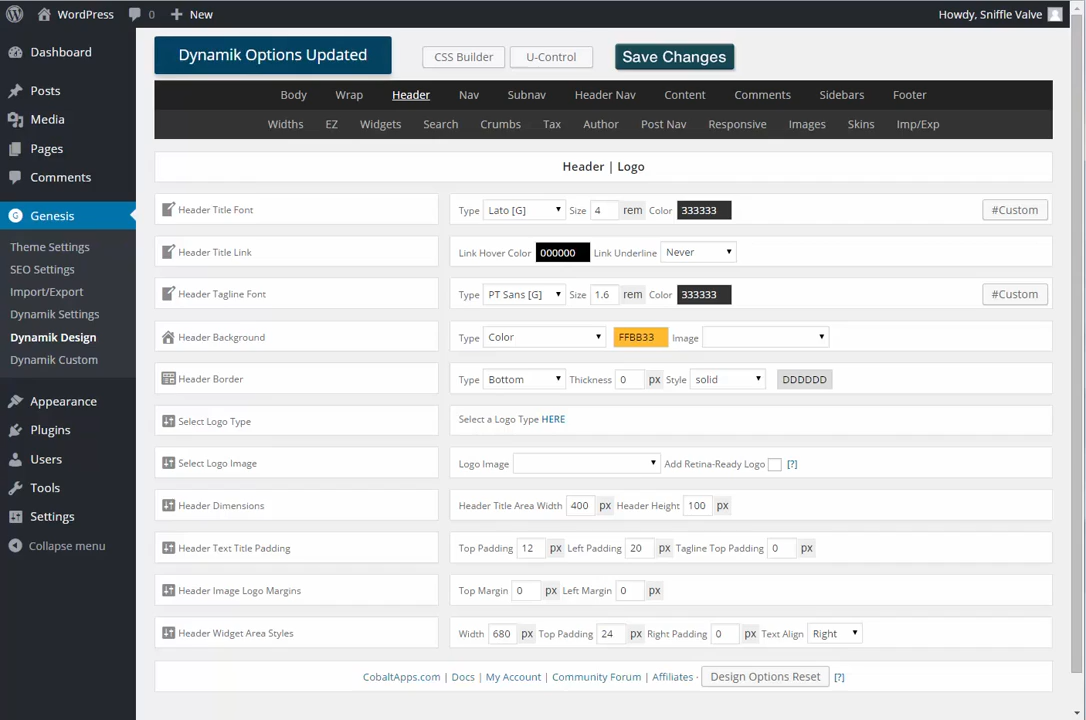 WordPress 0 New Howdy, Sniffle Valve
Dashboard
Posts
Media
Pages
Comments
Genesis
Theme Settings
SEO Settings
Import/Export
Dynamik Settings
Dynamik Design
Dynamik Custom
Appearance
Plugins
Users
Tools
Settings
Collapse menu
Dynamik Options Updated CSS Builder U-Control Save Changes
Body Wrap Header Nav Subnav Header Nav Content Comments Sidebars Footer
Widths EZ Widgets Search Crumbs Tax Author Post Nav Responsive Images Skins Imp/Exp
Header | Logo
Header Title Font Type Lato [G] Size 4 rem Color 333333 #Custom
Header Title Link Link Hover Color 000000 Link Underline Never
Header Tagline Font Type PT Sans [G] Size 1.6 rem Color 333333 #Custom
Header Background Type Color FFBB33 Image
Header Border Type Bottom Thickness 0 px Style solid DDDDDD
Select Logo Type Select a Logo Type HERE
Select Logo Image Logo Image Add Retina-Ready Logo [?]
Header Dimensions Header Title Area Width 400 px Header Height 100 px
Header Text Title Padding Top Padding 12 px Left Padding 20 px Tagline Top Padding 0 px
Header Image Logo Margins Top Margin 0 px Left Margin 0 px
Header Widget Area Styles Width 680 px Top Padding 24 px Right Padding 0 px Text Align Right
CobaltApps.com | Docs | My Account | Community Forum | Affiliates - Design Options Reset [?]